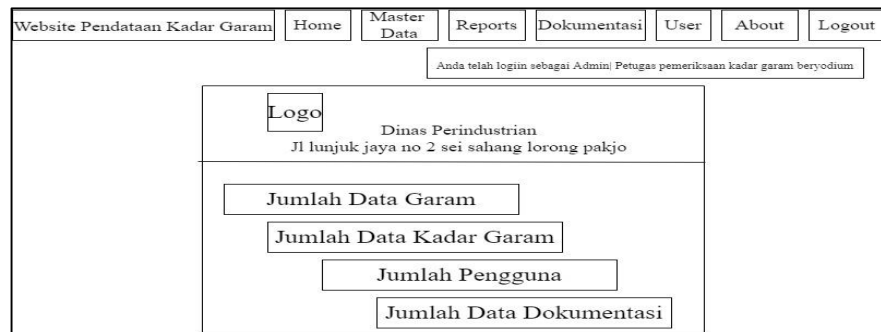 Website Pendataan Kadar Garam
Home
Master
Data
Reports
Dokumentasi
User
About
Logout
Anda telah logiin sebagai Admin| Petugas pemeriksaan kadar garam beryodium
Logo
Dinas Perindustrian
Jl lunjuk jaya no 2 sei sahang lorong pakjo
Jumlah Data Garam
Jumlah Data Kadar Garam
Jumlah Pengguna
Jumlah Data Dokumentasi